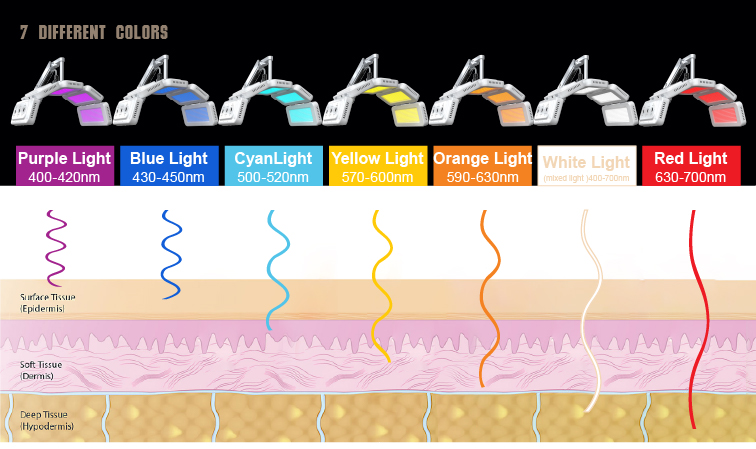 7 DIFFERENT COLORS
Purple Light
400-420nm
Blue Light
430-450nm
CyanLight
500-520nm
Yellow Light
570-600nm
Orange Light
590-630nm
White Light
(mixed light )400-700nm
Red Light
630-700nm
Surface Tissue
(Epidermis)
Soft Tissue
(Dermis)
Deep Tissue
(Hypodermis)